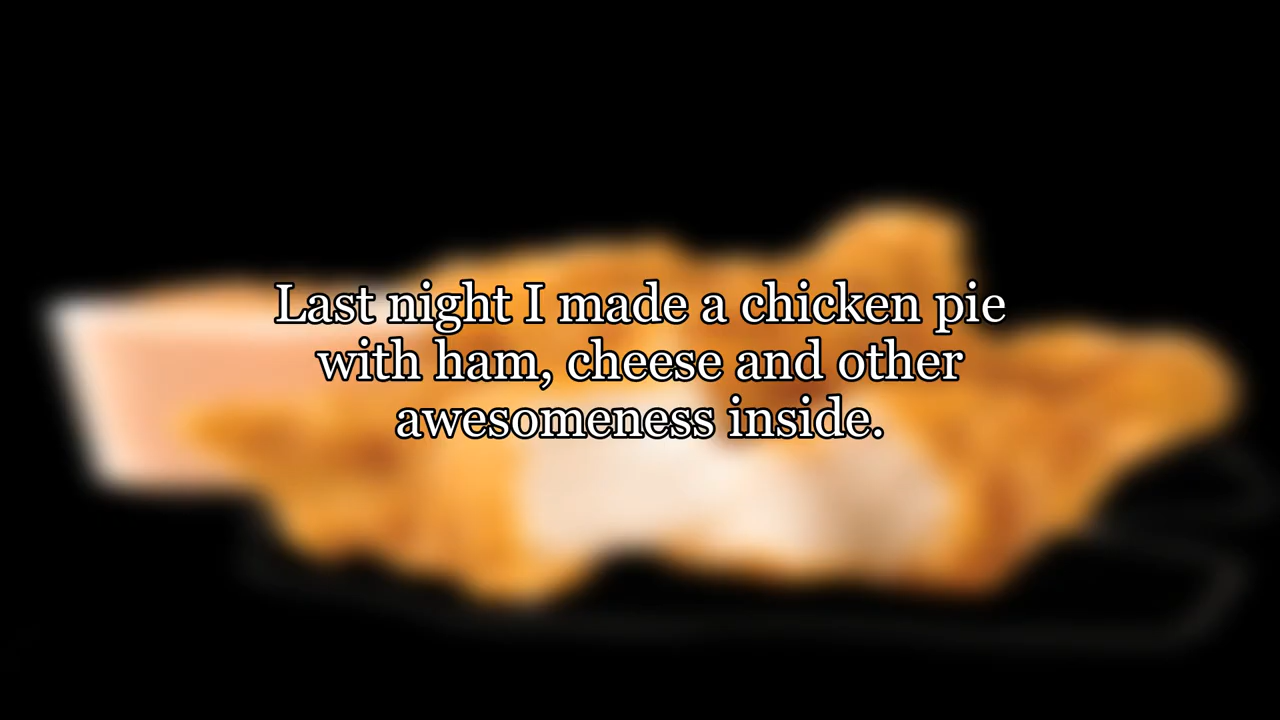 Last night I made a chicken pie
with ham, cheese and other
awesomeness inside.